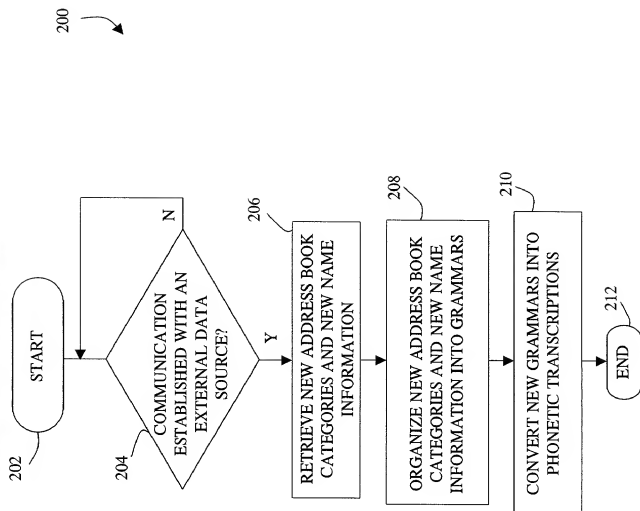 200
START
202
COMMUNICATION
ESTABLISHED WITH AN
EXTERNAL DATA
SOURCE?
204
N
Y
206
RETRIEVE NEW ADDRESS BOOK
CATEGORIES AND NEW NAME
INFORMATION
208
ORGANIZE NEW ADDRESS BOOK
CATEGORIES AND NEW NAME
INFORMATION INTO GRAMMARS
210
CONVERT NEW GRAMMARS INTO
PHONETIC TRANSCRIPTIONS
212
END